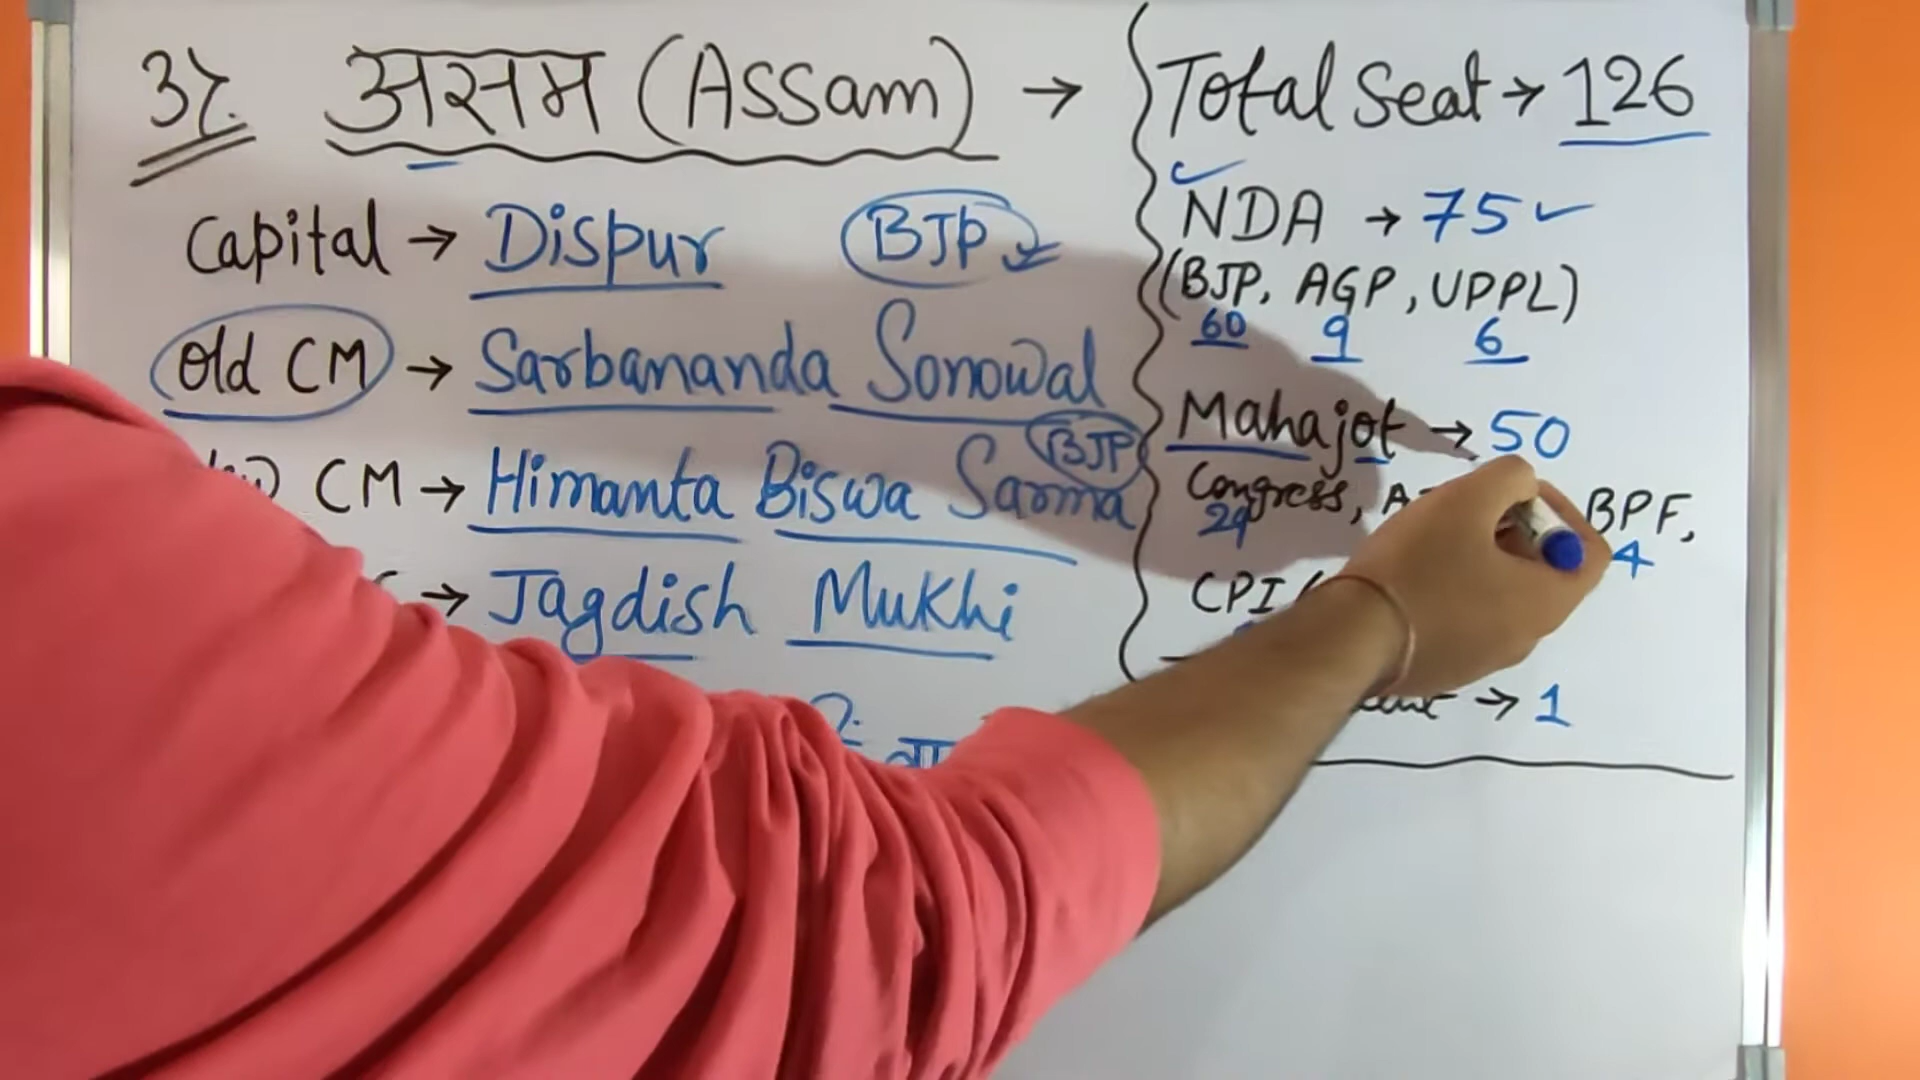 3). असम (Assam) →
Capital → Dispur BJP
Old CM → Sarbananda Sonowal
CM → Himanta Biswa Sarma BJP
→ Jagdish Mukhi
Total Seat → 126
NDA → 75
(BJP, AGP, UPPL)
60 9 6
Mahajot → 50
Congress, BPF,
29 4
CPI(
→ 1